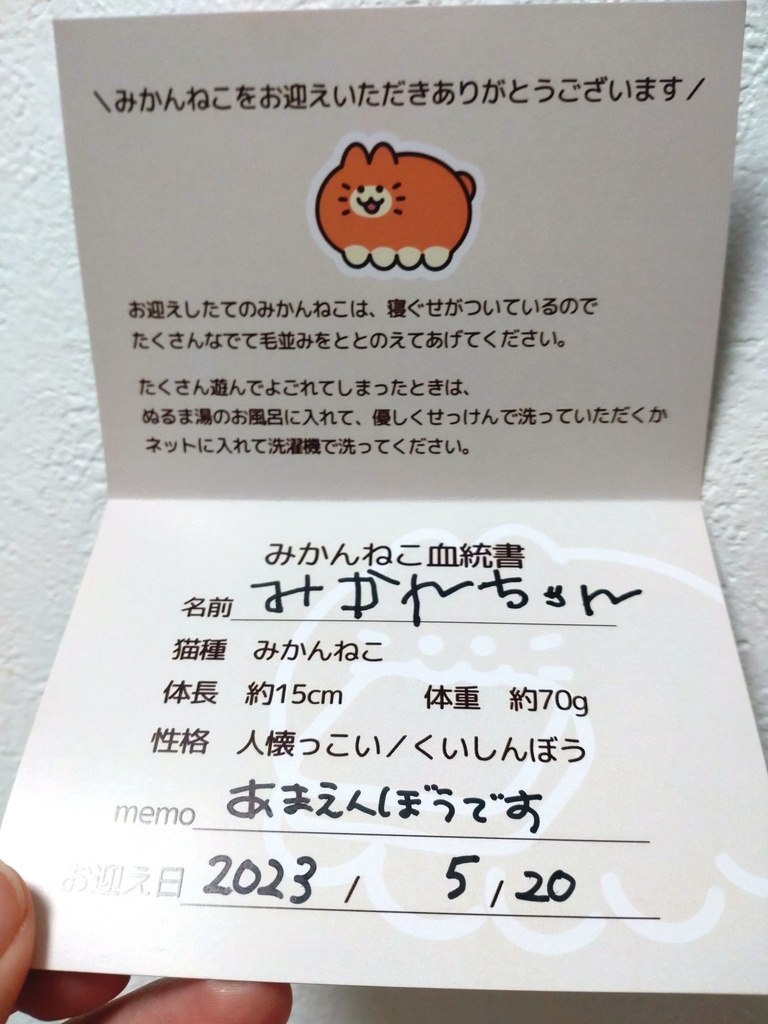 ＼みかんねこをお迎えいただきありがとうございます／
お迎えしたてのみかんねこは、寝ぐせがついているので
たくさんなでて毛並みをととのえてあげてください。
たくさん遊んでよごれてしまったときは、
ぬるま湯のお風呂に入れて、優しくせっけんで洗っていただくか
ネットに入れて洗濯機で洗ってください。
みかんねこ血統書
名前 みかんちゃん
猫種 みかんねこ
体長 約15cm 体重 約70g
性格 人懐っこい／くいしんぼう
memo あまえんぼうです
お迎え日 2023 / 5 / 20